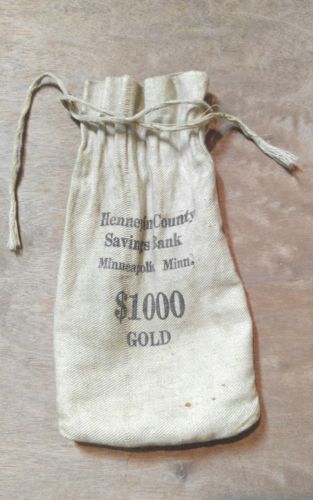 Hennepin County
Savings Bank
Minneapolis Minn.
$1000
GOLD